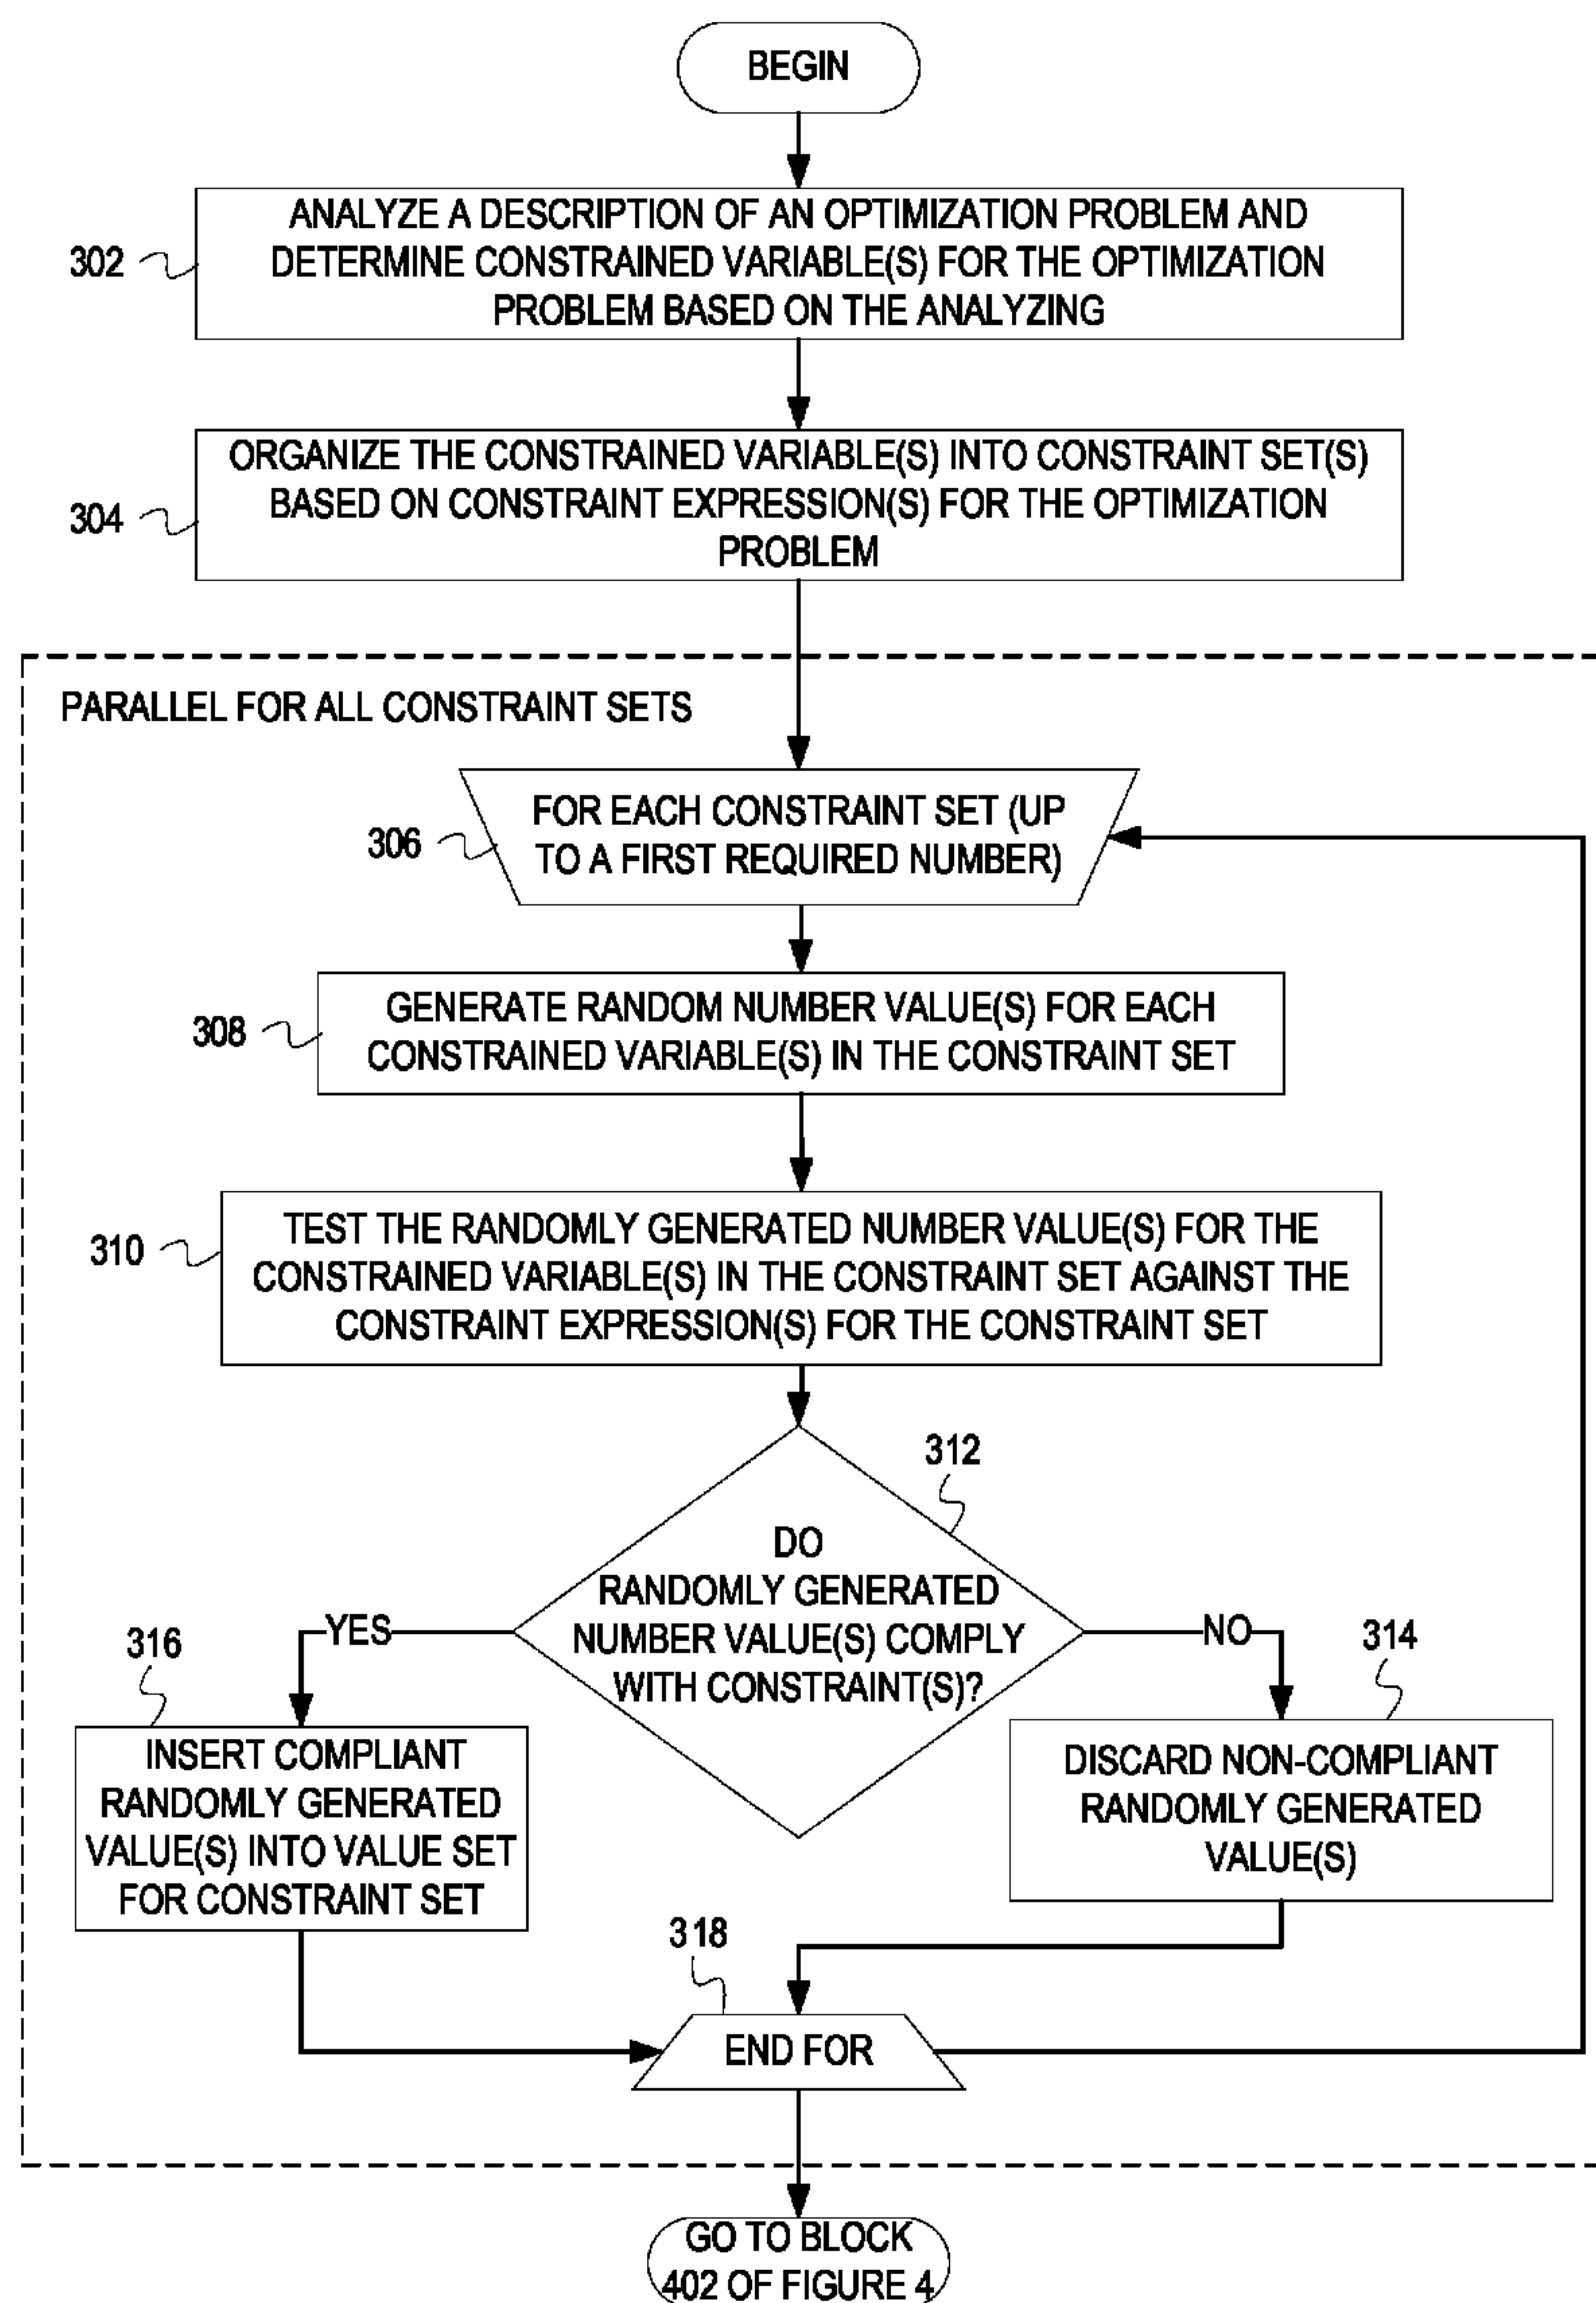 BEGIN
302
ANALYZE A DESCRIPTION OF AN OPTIMIZATION PROBLEM AND
DETERMINE CONSTRAINED VARIABLE(S) FOR THE OPTIMIZATION
PROBLEM BASED ON THE ANALYZING
304
ORGANIZE THE CONSTRAINED VARIABLE(S) INTO CONSTRAINT SET(S)
BASED ON CONSTRAINT EXPRESSION(S) FOR THE OPTIMIZATION
PROBLEM
PARALLEL FOR ALL CONSTRAINT SETS
306
FOR EACH CONSTRAINT SET (UP
TO A FIRST REQUIRED NUMBER)
308
GENERATE RANDOM NUMBER VALUE(S) FOR EACH
CONSTRAINED VARIABLE(S) IN THE CONSTRAINT SET
310
TEST THE RANDOMLY GENERATED NUMBER VALUE(S) FOR THE
CONSTRAINED VARIABLE(S) IN THE CONSTRAINT SET AGAINST THE
CONSTRAINT EXPRESSION(S) FOR THE CONSTRAINT SET
312
DO
RANDOMLY GENERATED
NUMBER VALUE(S) COMPLY
WITH CONSTRAINT(S)?
YES
NO
316
INSERT COMPLIANT
RANDOMLY GENERATED
VALUE(S) INTO VALUE SET
FOR CONSTRAINT SET
314
DISCARD NON-COMPLIANT
RANDOMLY GENERATED
VALUE(S)
318
END FOR
GO TO BLOCK
402 OF FIGURE 4